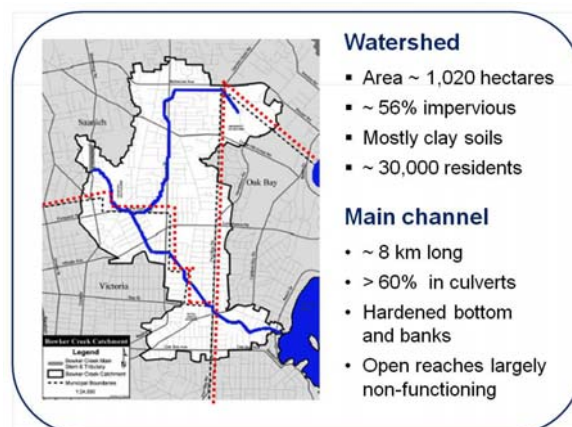 Watershed
▪ Area ~ 1,020 hectares
▪ ~ 56% impervious
▪ Mostly clay soils
▪ ~ 30,000 residents
Main channel
• ~ 8 km long
• > 60% in culverts
• Hardened bottom
and banks
• Open reaches largely
non-functioning
Saanich
Oak Bay
Victoria
Bowker Creek Catchment
Legend
Bowker Creek Main
Stem & Tributary
Bowker Creek Catchment
Municipal Boundaries